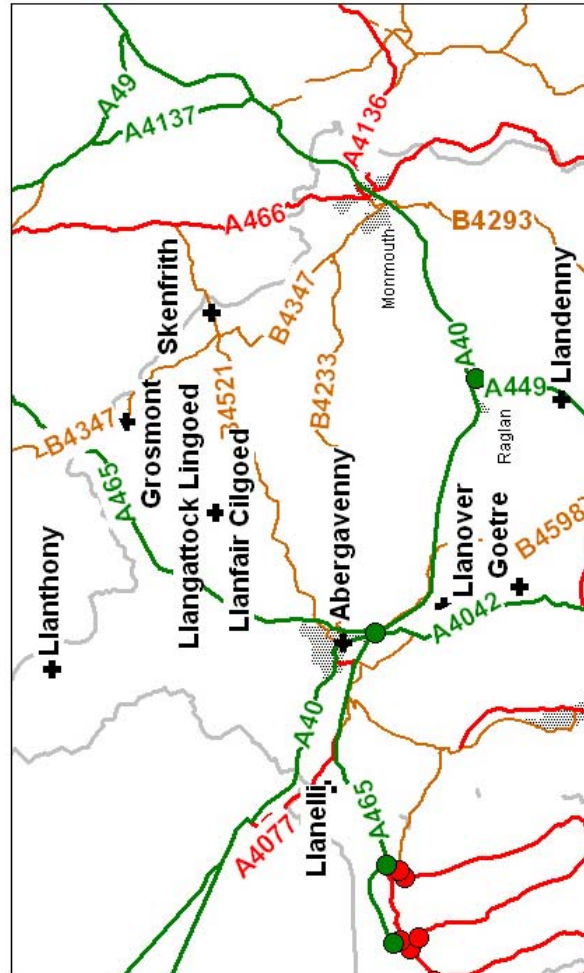 Llanthony
A465
B4347
Grosmont
Skenfrith
A466
A4137
A49
Llangattock Lingoed
B4521
B4347
Llanfair Cilgoed
B4233
A4136
Abergavenny
Monmouth
A40
A4077
Llanelli
A465
A4042
Llanover
Goetre
B4598
Raglan
A40
A449
Llandenny
B4293